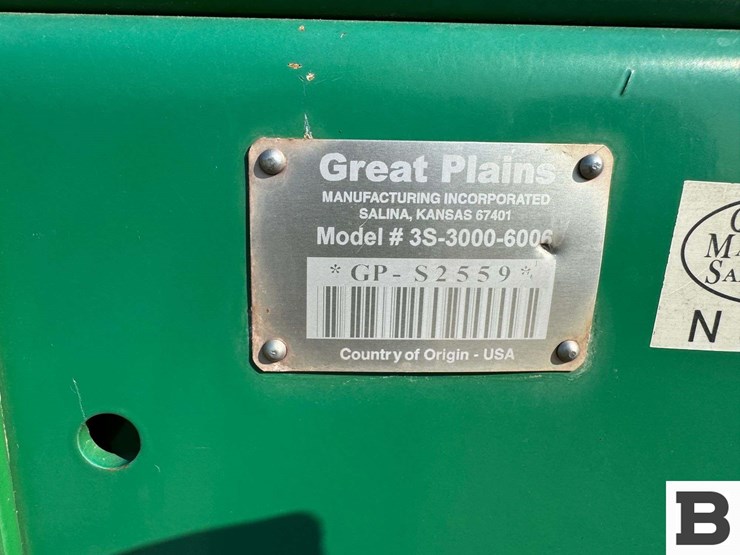 Great Plains
MANUFACTURING INCORPORATED
SALINA, KANSAS 67401
Model # 3S-3000-6006
*GP-S2559*
Country of Origin - USA
N
B